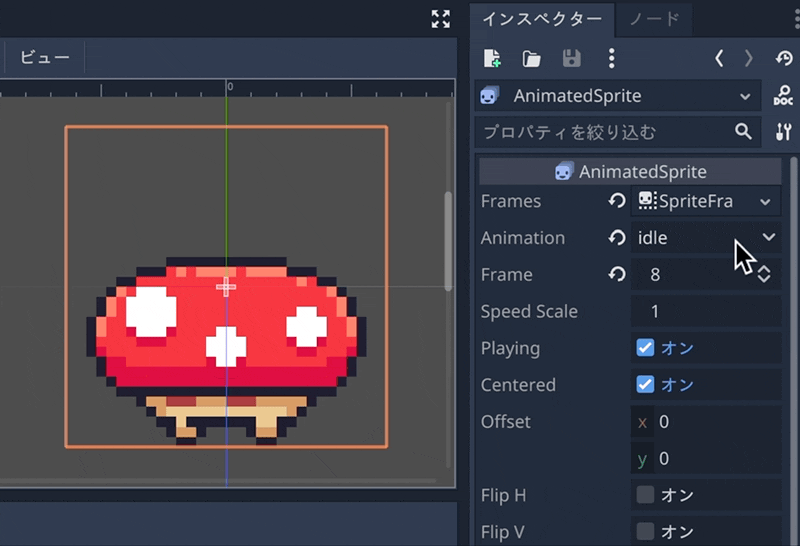 インスペクター ノード
ビュー
0
AnimatedSprite
DOC
プロパティを絞り込む
AnimatedSprite
Frames SpriteFra
Animation idle
Frame 8
Speed Scale 1
Playing オン
Centered オン
Offset x 0
y 0
Flip H オン
Flip V オン